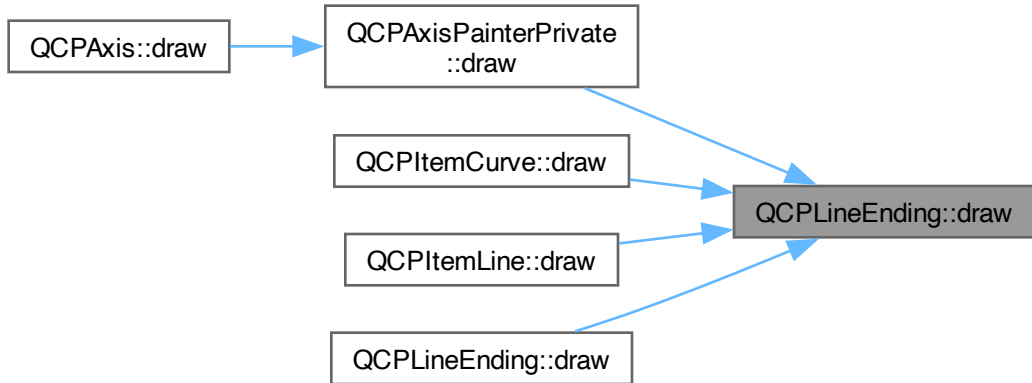 QCPAxis::draw
QCPAxisPainterPrivate
::draw
QCPItemCurve::draw
QCPLineEnding::draw
QCPItemLine::draw
QCPLineEnding::draw